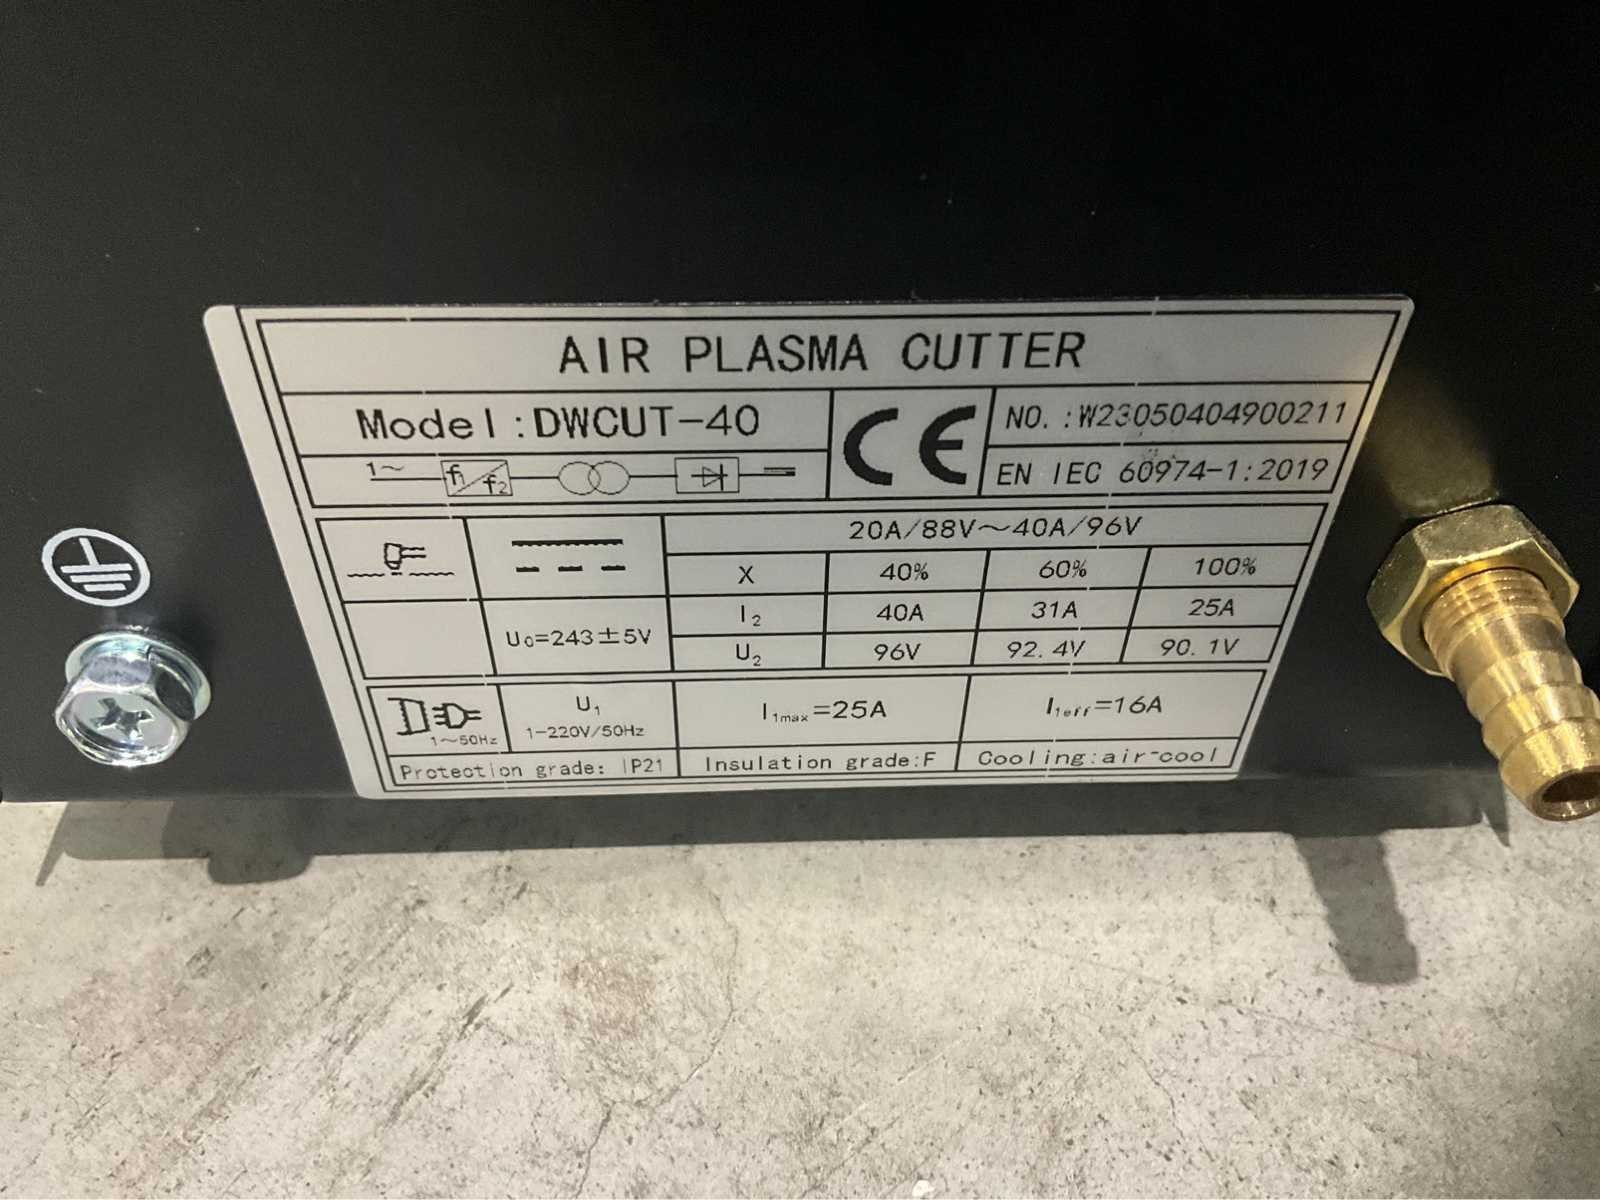 AIR PLASMA CUTTER
Model:DWCUT-40
CE
NO.:W23050404900211
1~ f1 f2
EN IEC 60974-1:2019
20A/88V~40A/96V
X 40% 60% 100%
U0=243±5V
I2 40A 31A 25A
U2 96V 92.4V 90.1V
1~50Hz
U1
1-220V/50Hz
I1max=25A
I1eff=16A
Protection grade: IP21
Insulation grade:F
Cooling:air-cool